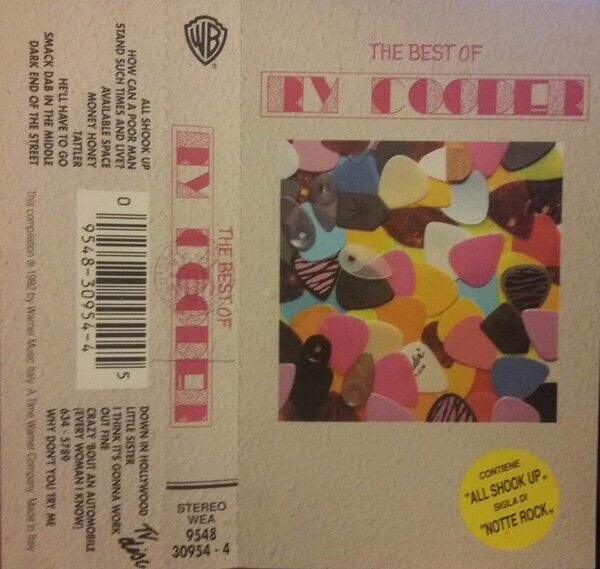 ALL SHOOK UP
HOW CAN A POOR MAN
STAND SUCH TIMES AND LIVE?
AVAILABLE SPACE
MONEY HONEY
TATTLER
HE'LL HAVE TO GO
SMACK DAB IN THE MIDDLE
DARK END OF THE STREET
0 9548-30954-4 5
DOWN IN HOLLYWOOD
LITTLE SISTER
I THINK IT'S GONNA WORK
OUT FINE
CRAZY 'BOUT AN AUTOMOBILE
(EVERY WOMAN I KNOW)
634 - 5789
WHY DON'T YOU TRY ME
This compilation ℗ 1992 by Warner Music Italy. A Time Warner Company. Made in Italy
WB
THE BEST OF
RY COODER
STEREO
WEA
9548
30954 - 4
THE BEST OF
RY COODER
CONTIENE
"ALL SHOOK UP"
SIGLA DI
"NOTTE ROCK"